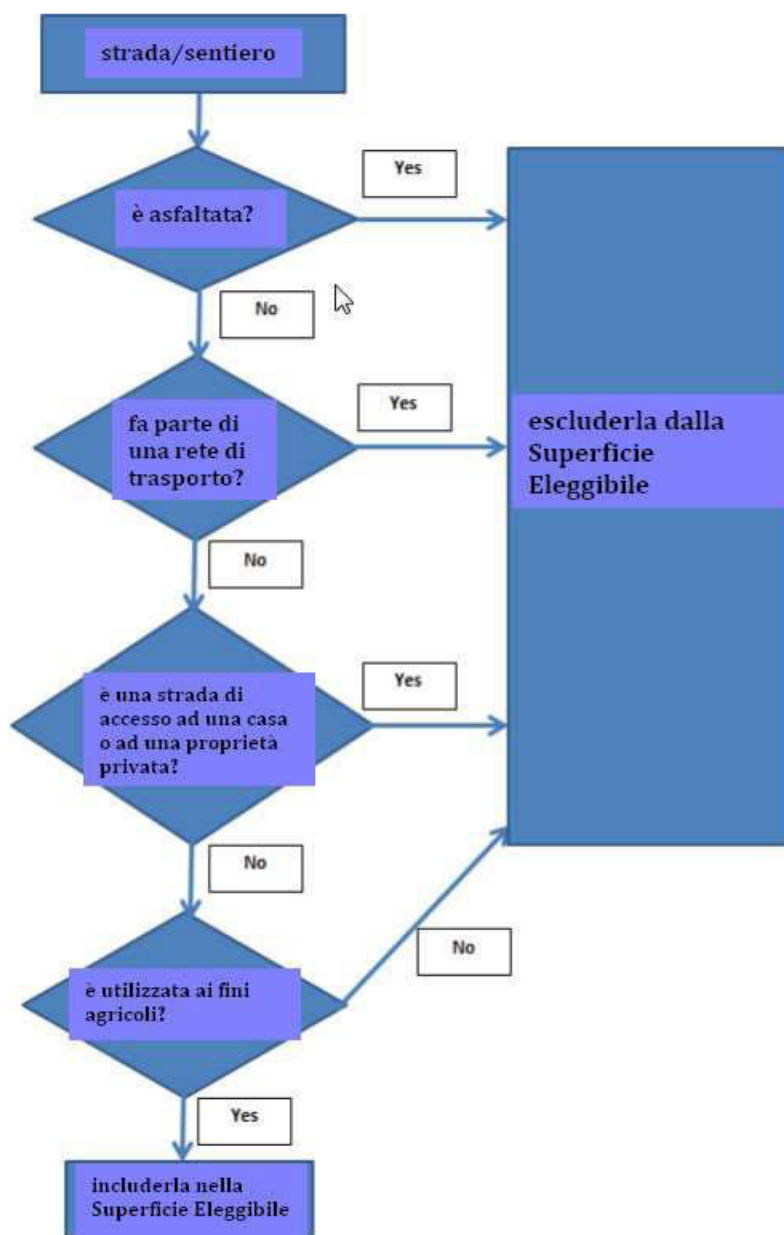 strada/sentiero
Yes
è asfaltata?
No
Yes
fa parte di
una rete di
trasporto?
escluderla dalla
Superficie
Eleggibile
No
Yes
è una strada di
accesso ad una casa
o ad una proprietà
privata?
No
No
è utilizzata ai fini
agricoli?
Yes
includerla nella
Superficie Eleggibile